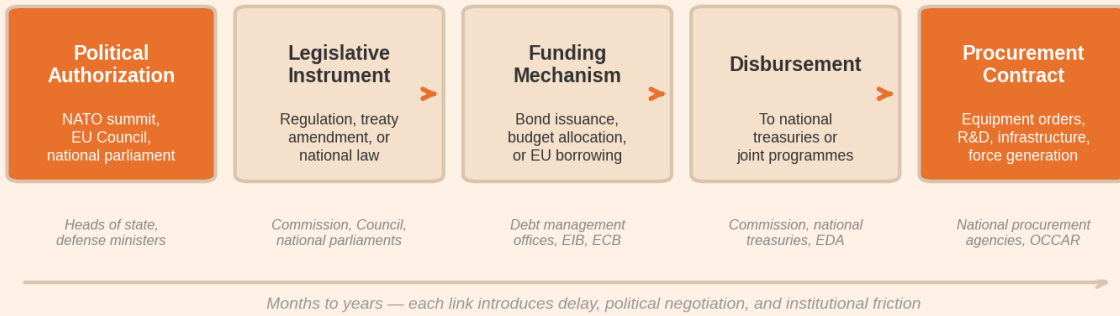 Political
Authorization
NATO summit,
EU Council,
national parliament
Heads of state,
defense ministers
Legislative
Instrument
Regulation, treaty
amendment, or
national law
Commission, Council,
national parliaments
Funding
Mechanism
Bond issuance,
budget allocation,
or EU borrowing
Debt management
offices, EIB, ECB
Disbursement
To national
treasuries or
joint programmes
Commission, national
treasuries, EDA
Procurement
Contract
Equipment orders,
R&D, infrastructure,
force generation
National procurement
agencies, OCCAR
Months to years — each link introduces delay, political negotiation, and institutional friction